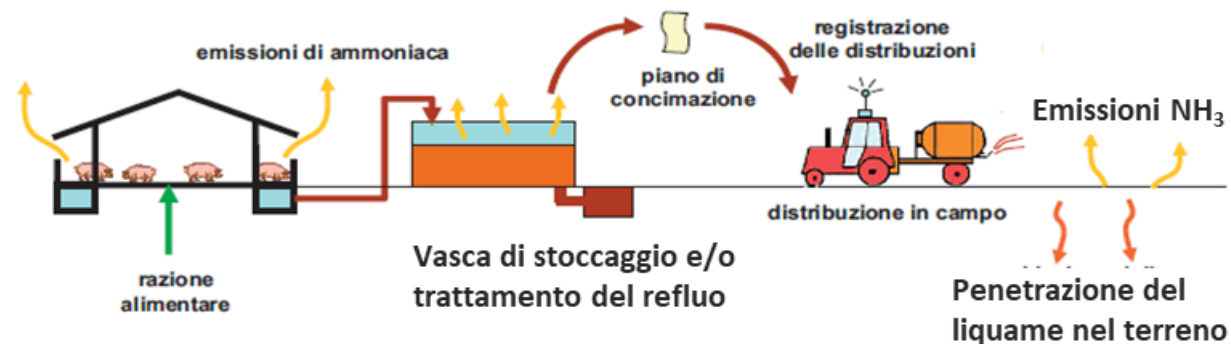 emissioni di ammoniaca
registrazione
delle distribuzioni
piano di
concimazione
Emissioni NH₃
distribuzione in campo
Vasca di stoccaggio e/o
trattamento del refluo
razione
alimentare
Penetrazione del
liquame nel terreno